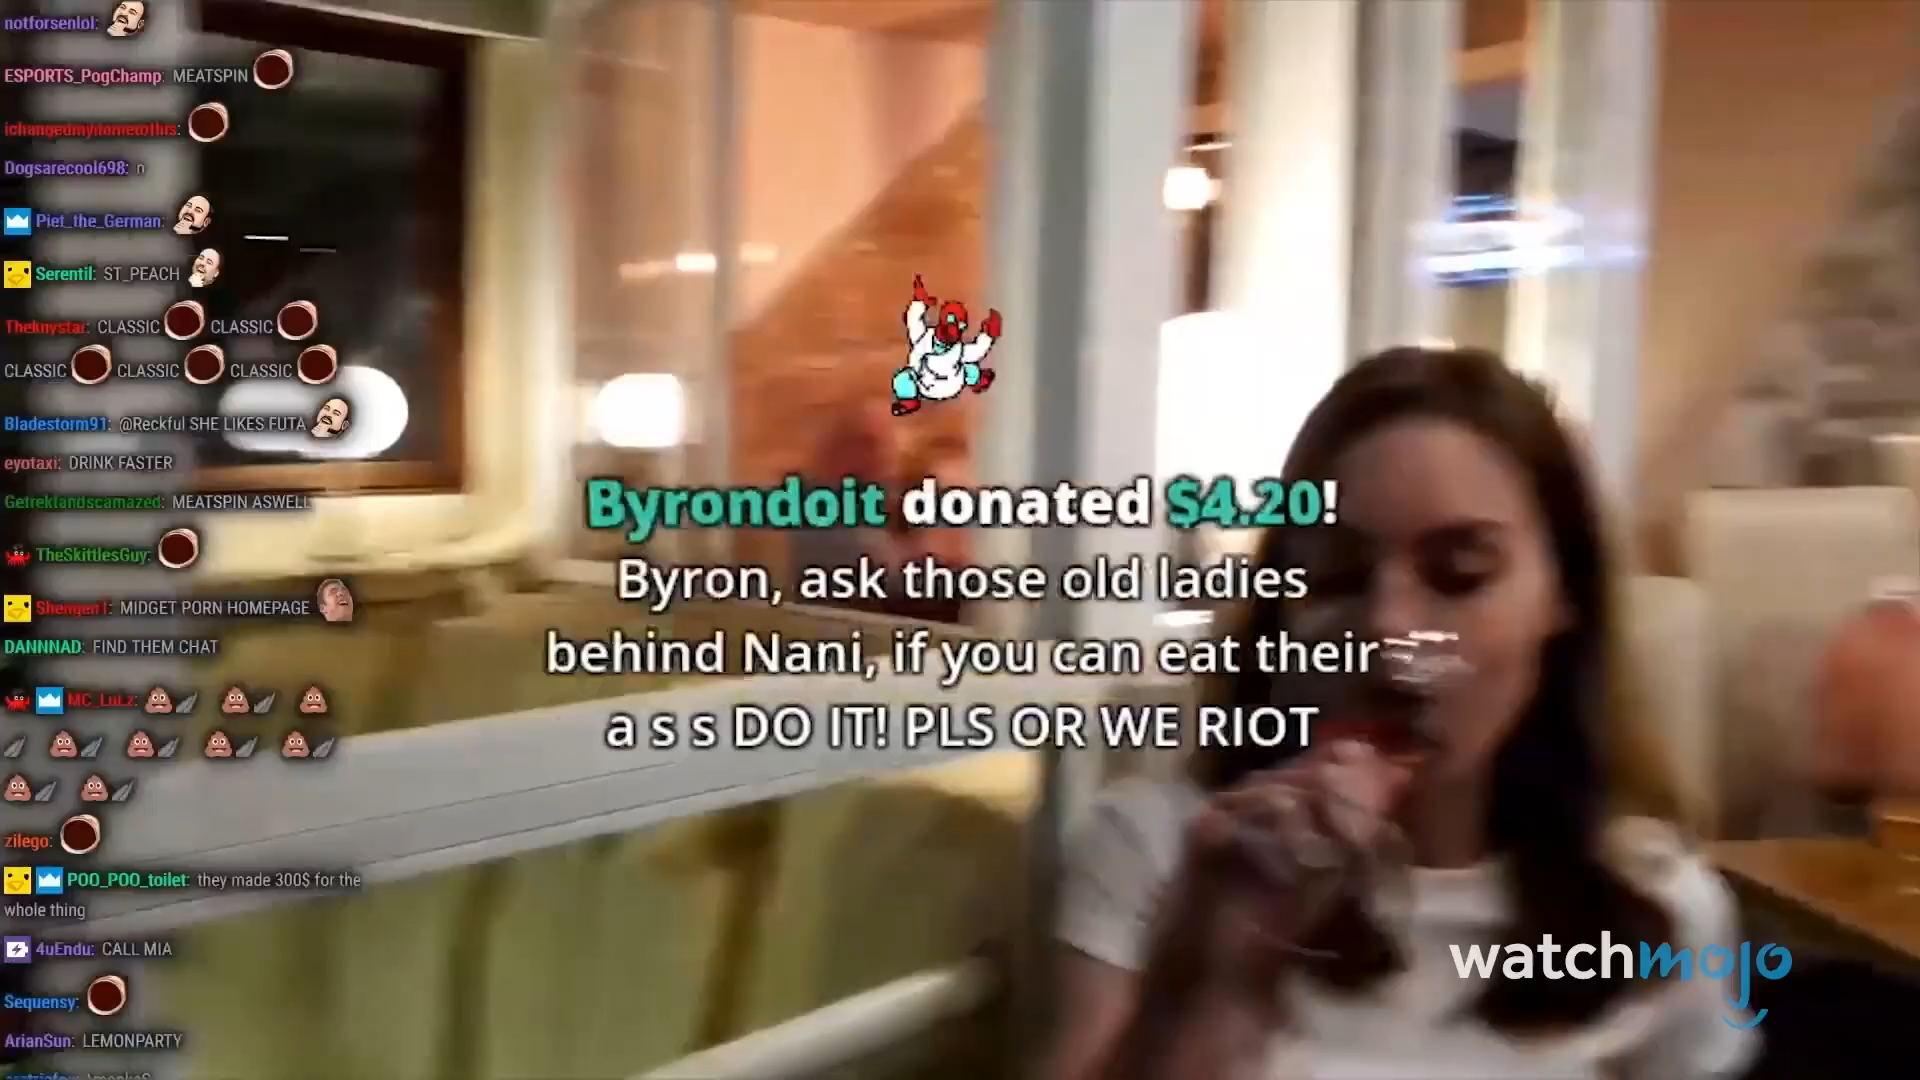 notforsenlol:
ESPORTS_PogChamp: MEATSPIN
ichangedmynametothis:
Dogsarecool698: n
Piet_the_German:
Serentil: ST_PEACH
Theknystar: CLASSIC CLASSIC
CLASSIC CLASSIC CLASSIC
Bladestorm91: @Reckful SHE LIKES FUTA
eyotaxi: DRINK FASTER
Getrektandscamazed: MEATSPIN ASWELL
TheSkittlesGuy:
Shengen1: MIDGET PORN HOMEPAGE
DANNNAD: FIND THEM CHAT
MC_LuLz:
zilego:
POO_POO_toilet: they made 300$ for the
whole thing
4uEndu: CALL MIA
Sequensy:
ArianSun: LEMONPARTY
Byrondoit donated $4.20!
Byron, ask those old ladies
behind Nani, if you can eat their
a s s DO IT! PLS OR WE RIOT
watchmojo